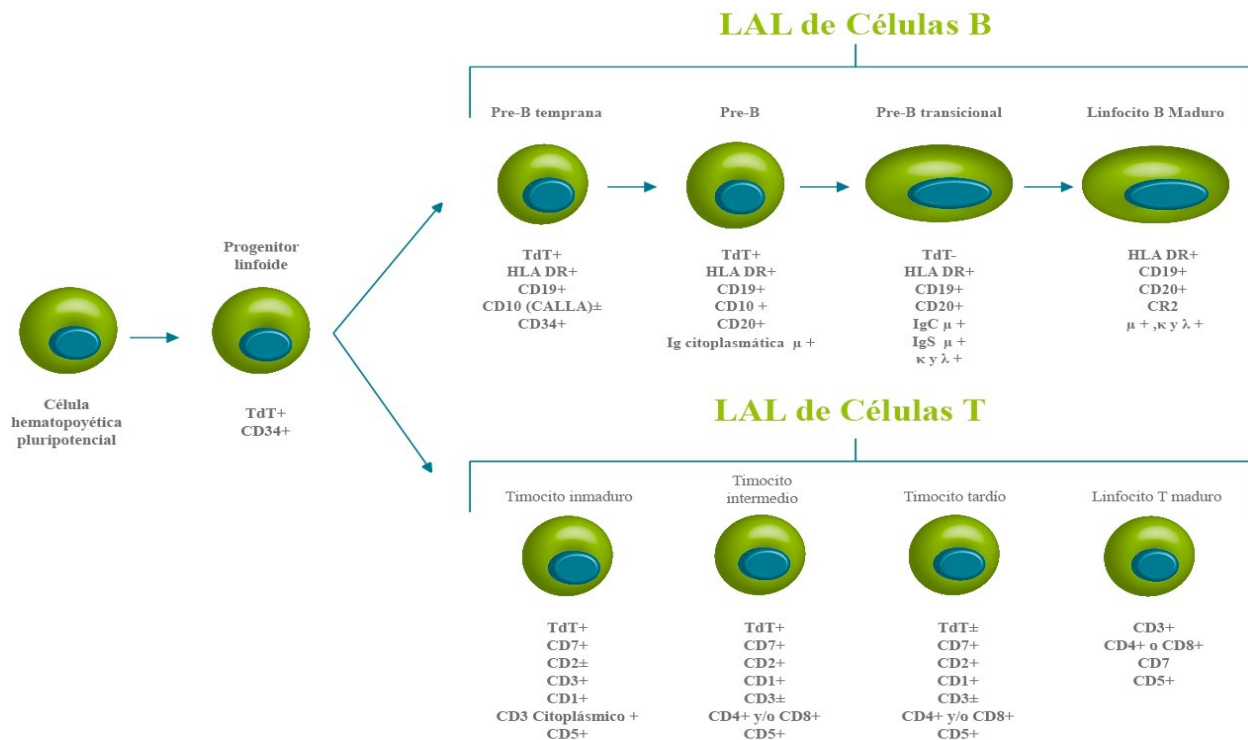 LAL de Células B
Pre-B temprana
Pre-B
Pre-B transicional
Linfocito B Maduro
TdT+
HLA DR+
CD19+
CD10 (CALLA)±
CD34+
TdT+
HLA DR+
CD19+
CD10 +
CD20+
Ig citoplasmática μ +
TdT-
HLA DR+
CD19+
CD20+
IgC μ +
IgS μ +
κ y λ +
HLA DR+
CD19+
CD20+
CR2
μ + ,κ y λ +
Célula
hematopoyética
pluripotencial
Progenitor
linfoide
TdT+
CD34+
LAL de Células T
Timocito inmaduro
Timocito
intermedio
Timocito tardío
Linfocito T maduro
TdT+
CD7+
CD2±
CD3+
CD1+
CD3 Citoplásmico +
CD5+
TdT+
CD7+
CD2+
CD1+
CD3±
CD4+ y/o CD8+
CD5+
TdT±
CD7+
CD2+
CD1+
CD3±
CD4+ y/o CD8+
CD5+
CD3+
CD4+ o CD8+
CD7
CD5+